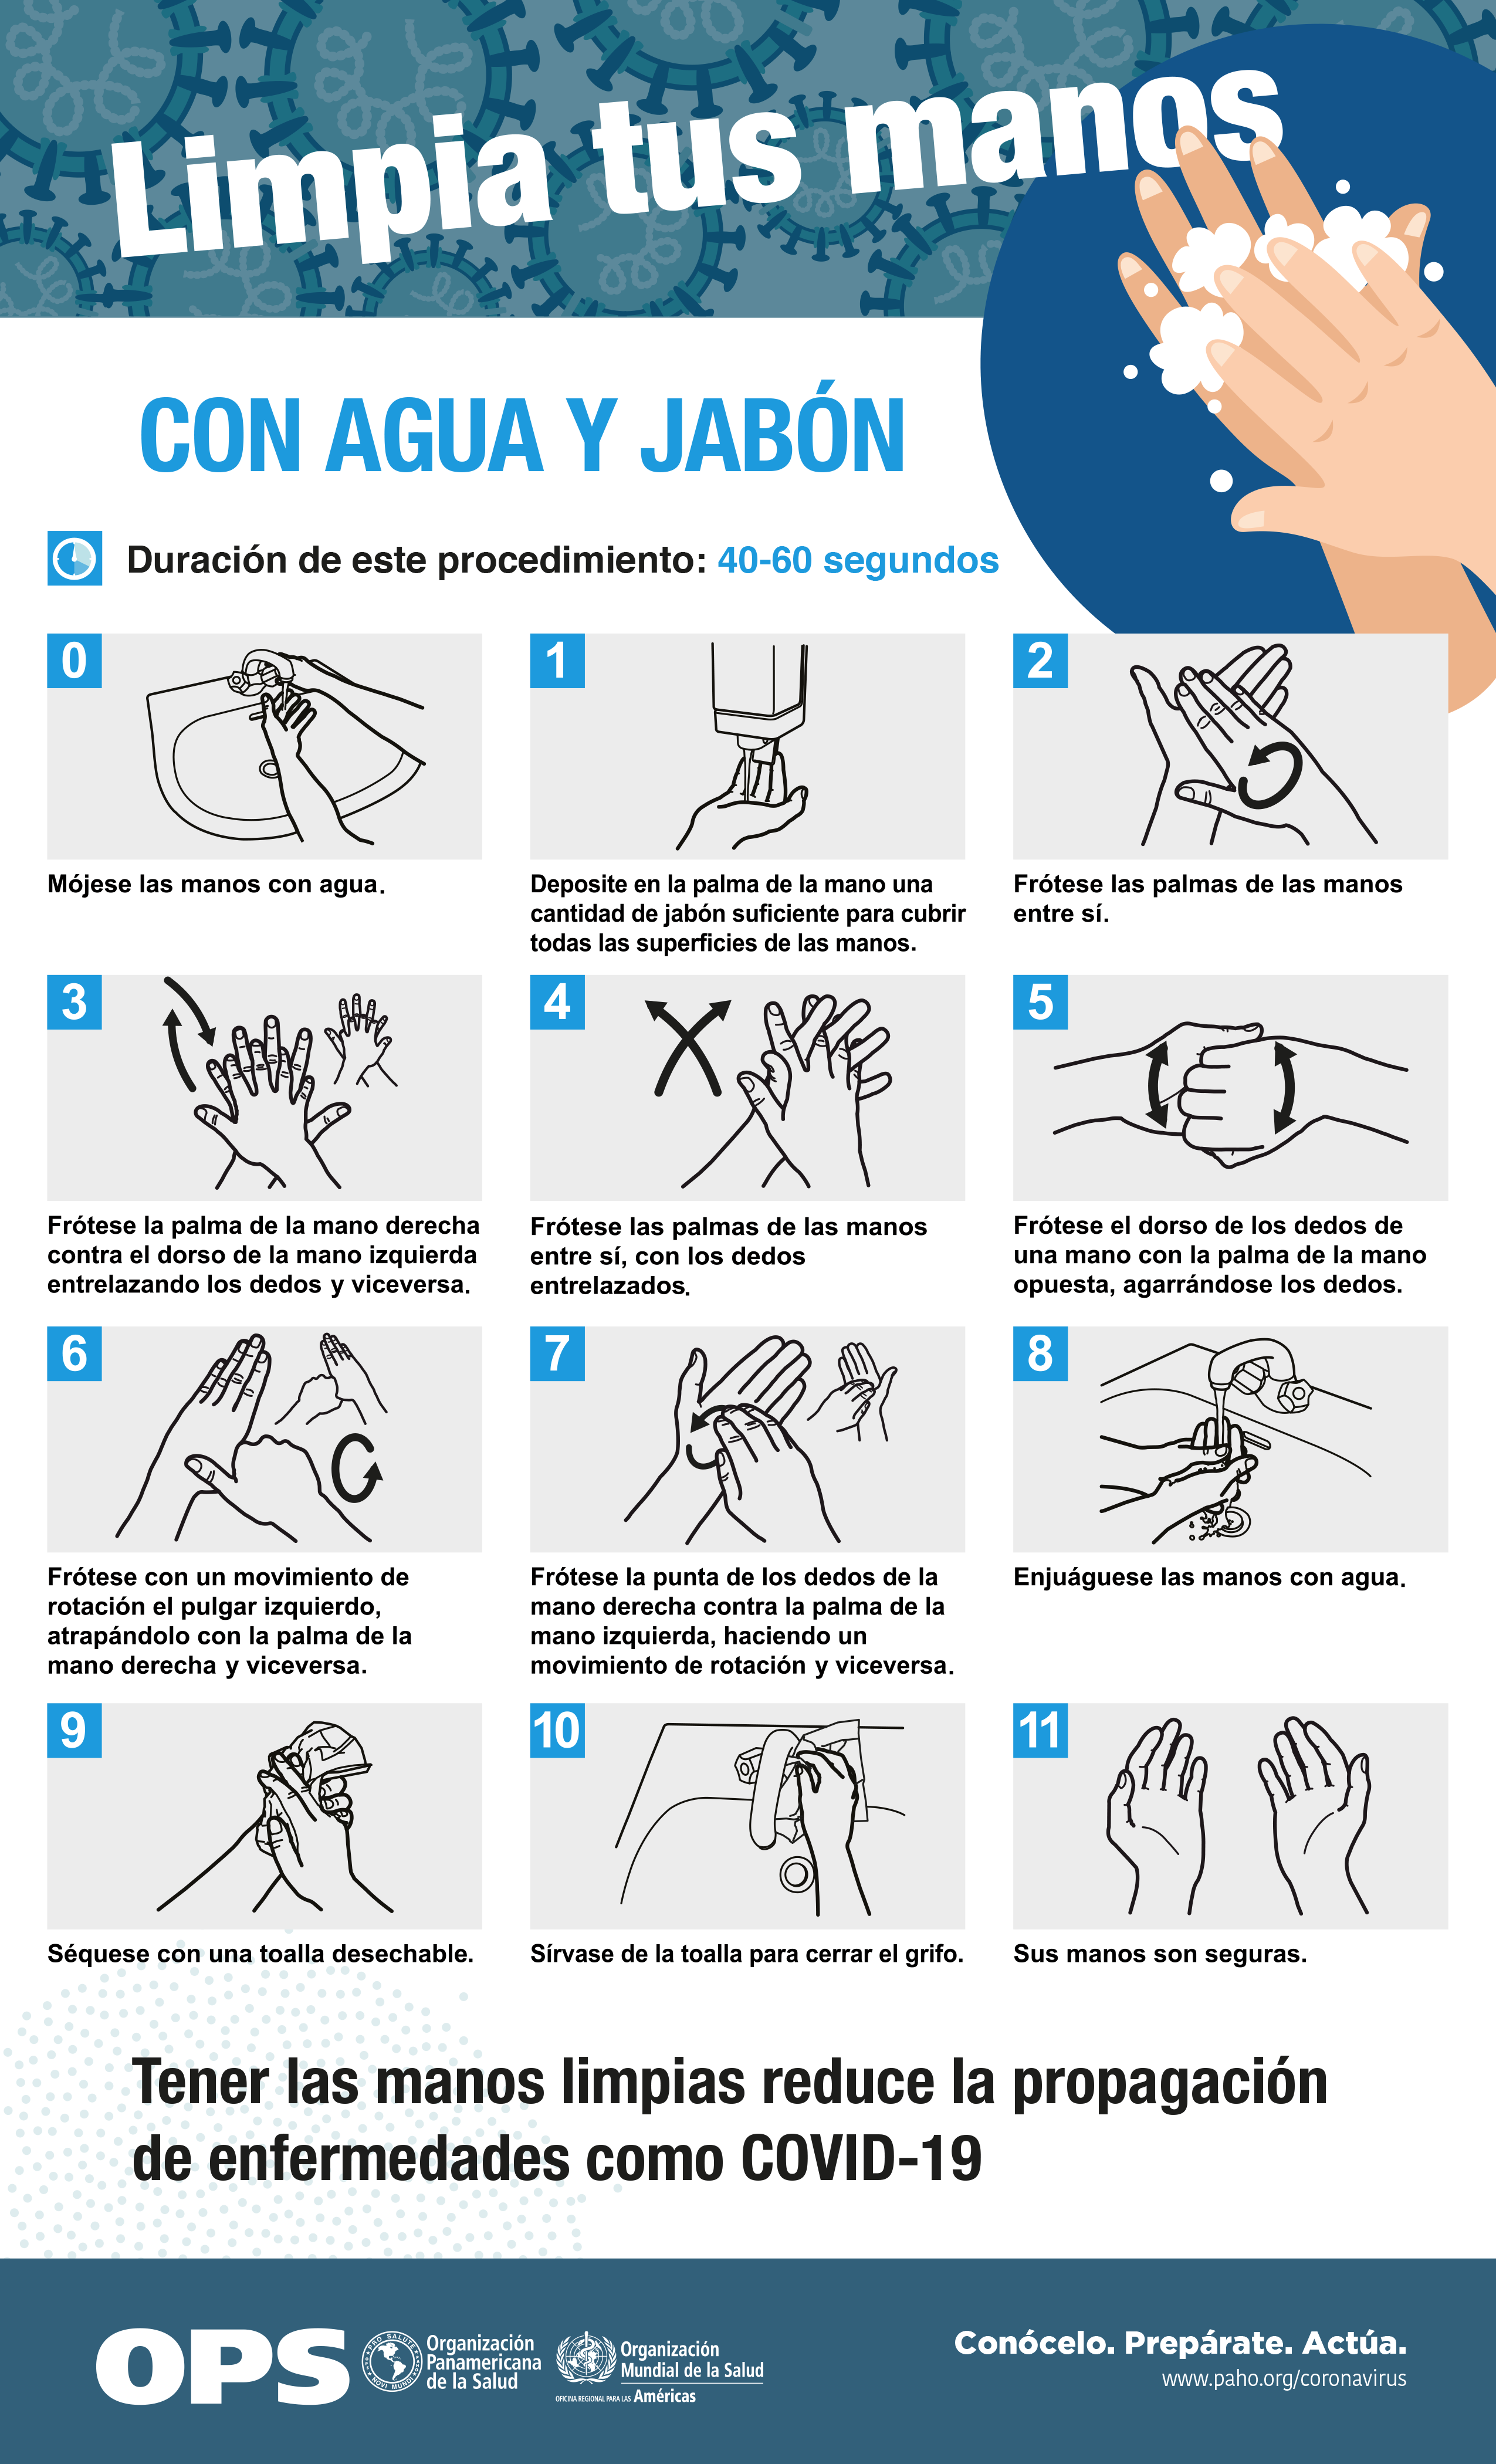 Limpia tus manos
CON AGUA Y JABÓN
Duración de este procedimiento: 40-60 segundos
0
Mójese las manos con agua.
1
Deposite en la palma de la mano una
cantidad de jabón suficiente para cubrir
todas las superficies de las manos.
2
Frótese las palmas de las manos
entre sí.
3
Frótese la palma de la mano derecha
contra el dorso de la mano izquierda
entrelazando los dedos y viceversa.
4
Frótese las palmas de las manos
entre sí, con los dedos
entrelazados.
5
Frótese el dorso de los dedos de
una mano con la palma de la mano
opuesta, agarrándose los dedos.
6
Frótese con un movimiento de
rotación el pulgar izquierdo,
atrapándolo con la palma de la
mano derecha y viceversa.
7
Frótese la punta de los dedos de la
mano derecha contra la palma de la
mano izquierda, haciendo un
movimiento de rotación y viceversa.
8
Enjuáguese las manos con agua.
9
Séquese con una toalla desechable.
10
Sírvase de la toalla para cerrar el grifo.
11
Sus manos son seguras.
Tener las manos limpias reduce la propagación
de enfermedades como COVID-19
OPS
PRO SALUTE
NOVI MUNDI
Organización
Panamericana
de la Salud
Organización
Mundial de la Salud
OFICINA REGIONAL PARA LAS Américas
Conócelo. Prepárate. Actúa.
www.paho.org/coronavirus